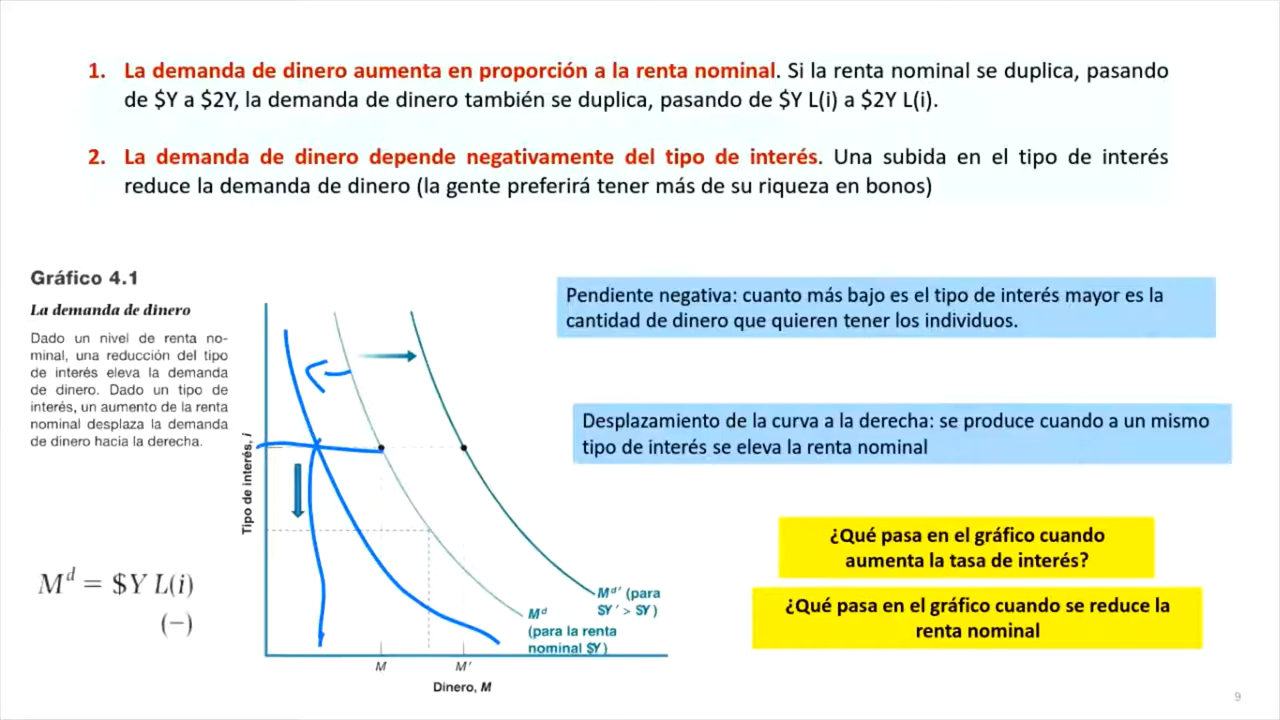 1. La demanda de dinero aumenta en proporción a la renta nominal. Si la renta nominal se duplica, pasando
de $Y a $2Y, la demanda de dinero también se duplica, pasando de $Y L(i) a $2Y L(i).
2. La demanda de dinero depende negativamente del tipo de interés. Una subida en el tipo de interés
reduce la demanda de dinero (la gente preferirá tener más de su riqueza en bonos)
Gráfico 4.1
La demanda de dinero
Dado un nivel de renta no-
minal, una reducción del tipo
de interés eleva la demanda
de dinero. Dado un tipo de
interés, un aumento de la renta
nominal desplaza la demanda
de dinero hacia la derecha.
Pendiente negativa: cuanto más bajo es el tipo de interés mayor es la
cantidad de dinero que quieren tener los individuos.
Desplazamiento de la curva a la derecha: se produce cuando a un mismo
tipo de interés se eleva la renta nominal
Tipo de interés, i
¿Qué pasa en el gráfico cuando
aumenta la tasa de interés?
¿Qué pasa en el gráfico cuando se reduce la
renta nominal
Mᵈ = $Y L(i)
(−)
Mᵈ′ (para
$Y′ > $Y)
Mᵈ
(para la renta
nominal $Y)
M
M′
Dinero, M
9